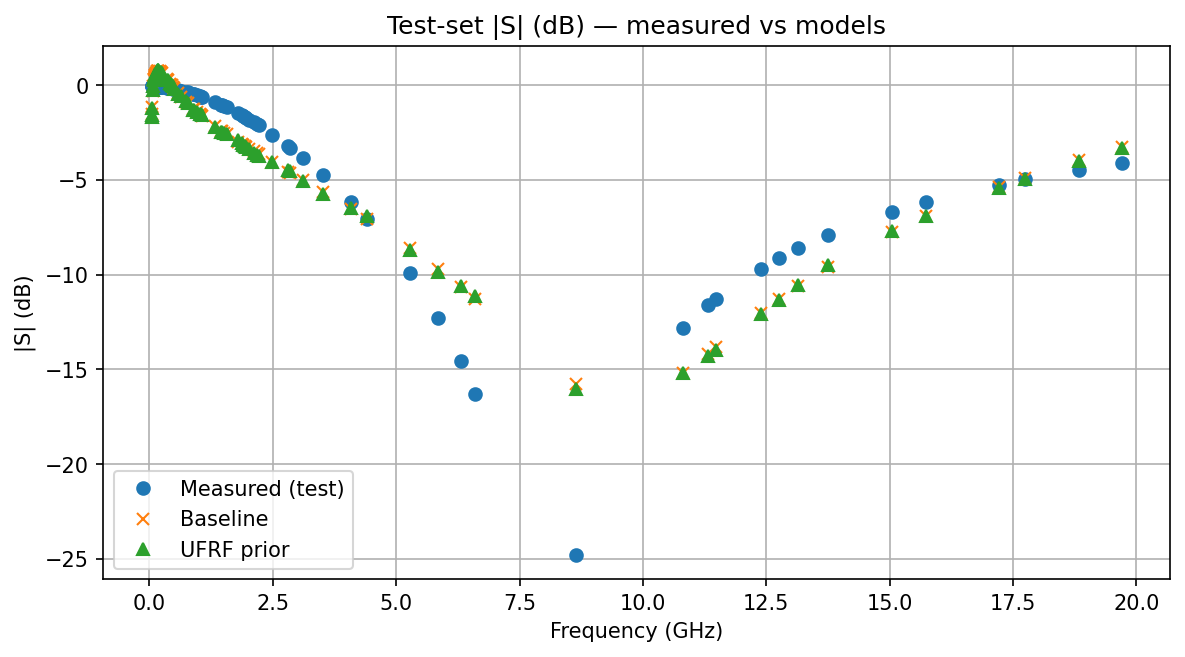 Test-set |S| (dB) — measured vs models
|S| (dB)
0
−5
−10
−15
−20
−25
Measured (test)
Baseline
UFRF prior
0.0 2.5 5.0 7.5 10.0 12.5 15.0 17.5 20.0
Frequency (GHz)